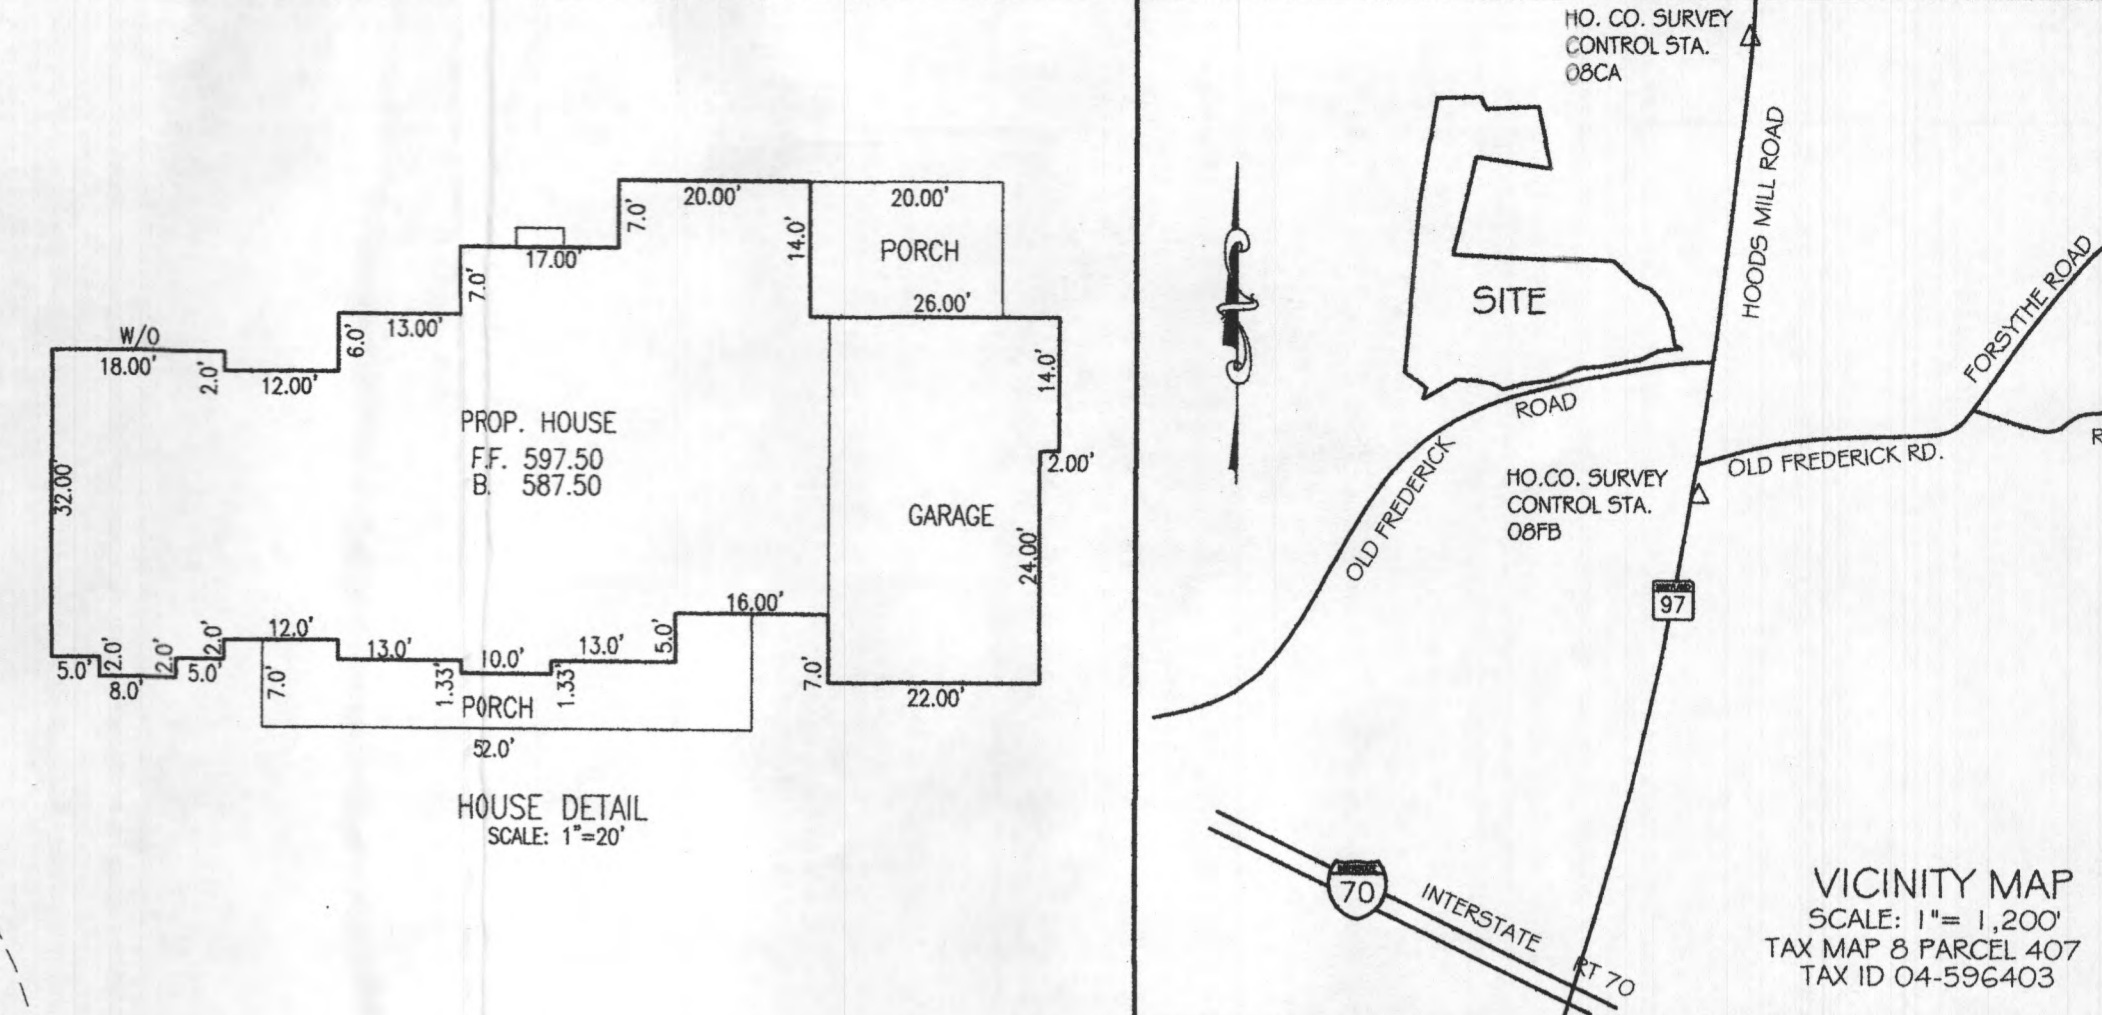 20.00'
20.00'
7.0'
14.0'
PORCH
17.00'
7.0'
26.00'
W/O
13.00'
6.0'
18.00'
2.0'
12.00'
14.0'
PROP. HOUSE
F.F. 597.50
B. 587.50
2.00'
32.00'
GARAGE
24.00'
16.00'
12.0'
13.0'
10.0'
13.0'
5.0'
5.0'
2.0'
8.0'
2.0'
5.0'
2.0'
7.0'
1.33'
1.33'
7.0'
22.00'
PORCH
52.0'
HOUSE DETAIL
SCALE: 1"=20'
HO. CO. SURVEY
CONTROL STA.
08CA
HOODS MILL ROAD
SITE
FORSYTHE ROAD
OLD FREDERICK ROAD
OLD FREDERICK RD.
HO.CO. SURVEY
CONTROL STA.
08FB
97
70
INTERSTATE RT 70
VICINITY MAP
SCALE: 1"= 1,200'
TAX MAP 8 PARCEL 407
TAX ID 04-596403